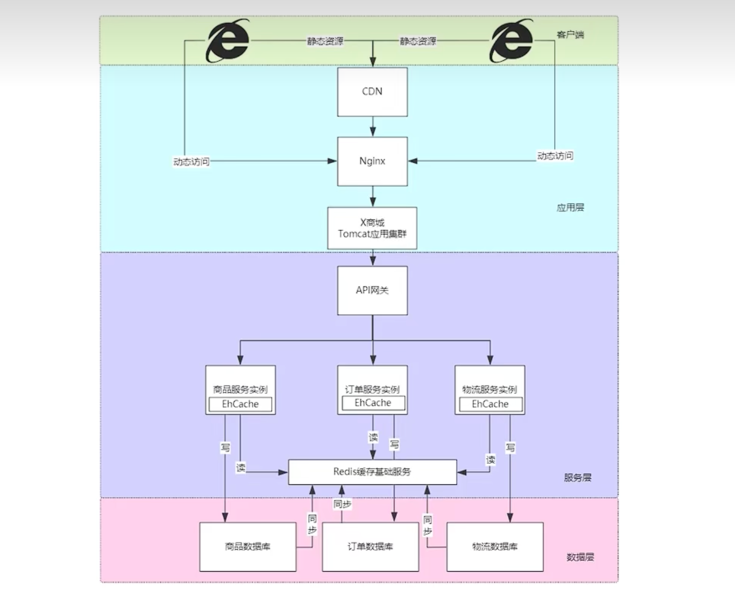 静态资源
静态资源
客户端
CDN
动态访问
Nginx
动态访问
应用层
X商城
Tomcat应用集群
API网关
商品服务实例
EhCache
订单服务实例
EhCache
物流服务实例
EhCache
写
读
读
写
读
写
Redis缓存基础服务
服务层
同步
同步
同步
商品数据库
订单数据库
物流数据库
数据层